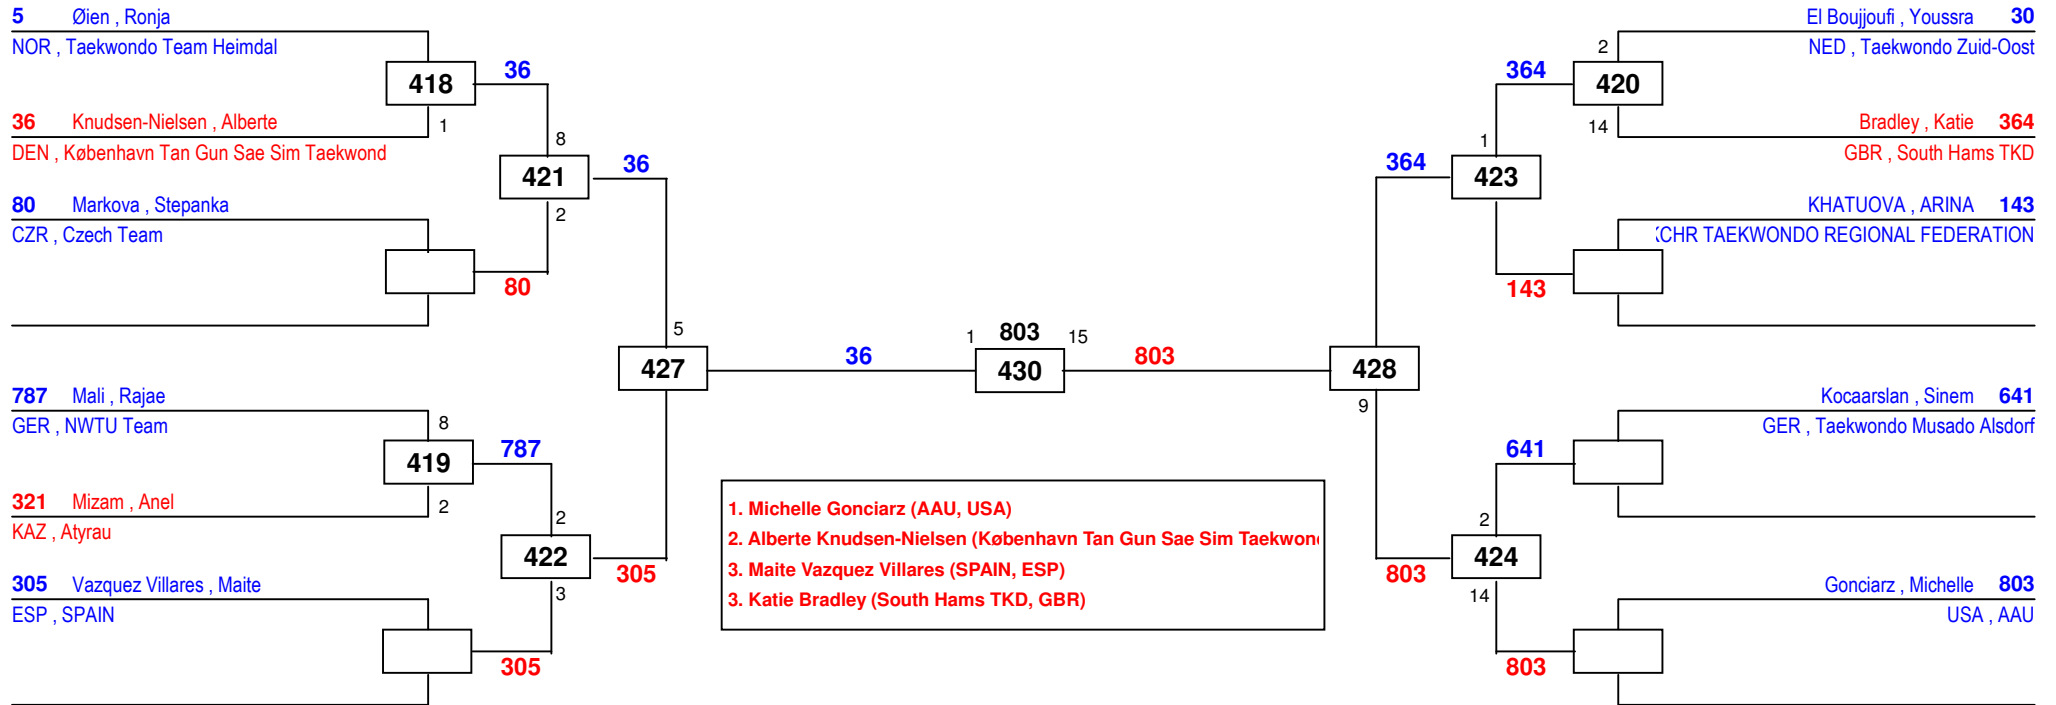 5 Øien , Ronja
NOR , Taekwondo Team Heimdal
418
36
36 Knudsen-Nielsen , Alberte
1
DEN , København Tan Gun Sae Sim Taekwond
8
421
36
80 Markova , Stepanka
2
CZR , Czech Team
80
5
427
36
787 Mali , Rajae
GER , NWTU Team
8
419
787
321 Mizam , Anel
2
KAZ , Atyrau
2
422
305
305 Vazquez Villares , Maite
3
ESP , SPAIN
305
1 803 15
430
803
1. Michelle Gonciarz (AAU, USA)
2. Alberte Knudsen-Nielsen (København Tan Gun Sae Sim Taekwon
3. Maite Vazquez Villares (SPAIN, ESP)
3. Katie Bradley (South Hams TKD, GBR)
El Boujjoufi , Youssra 30
2
NED , Taekwondo Zuid-Oost
364
420
14
Bradley , Katie 364
GBR , South Hams TKD
1
364
423
KHATUOVA , ARINA 143
KCHR TAEKWONDO REGIONAL FEDERATION
143
428
9
Kocaarslan , Sinem 641
GER , Taekwondo Musado Alsdorf
641
2
424
803
14
Gonciarz , Michelle 803
USA , AAU
803